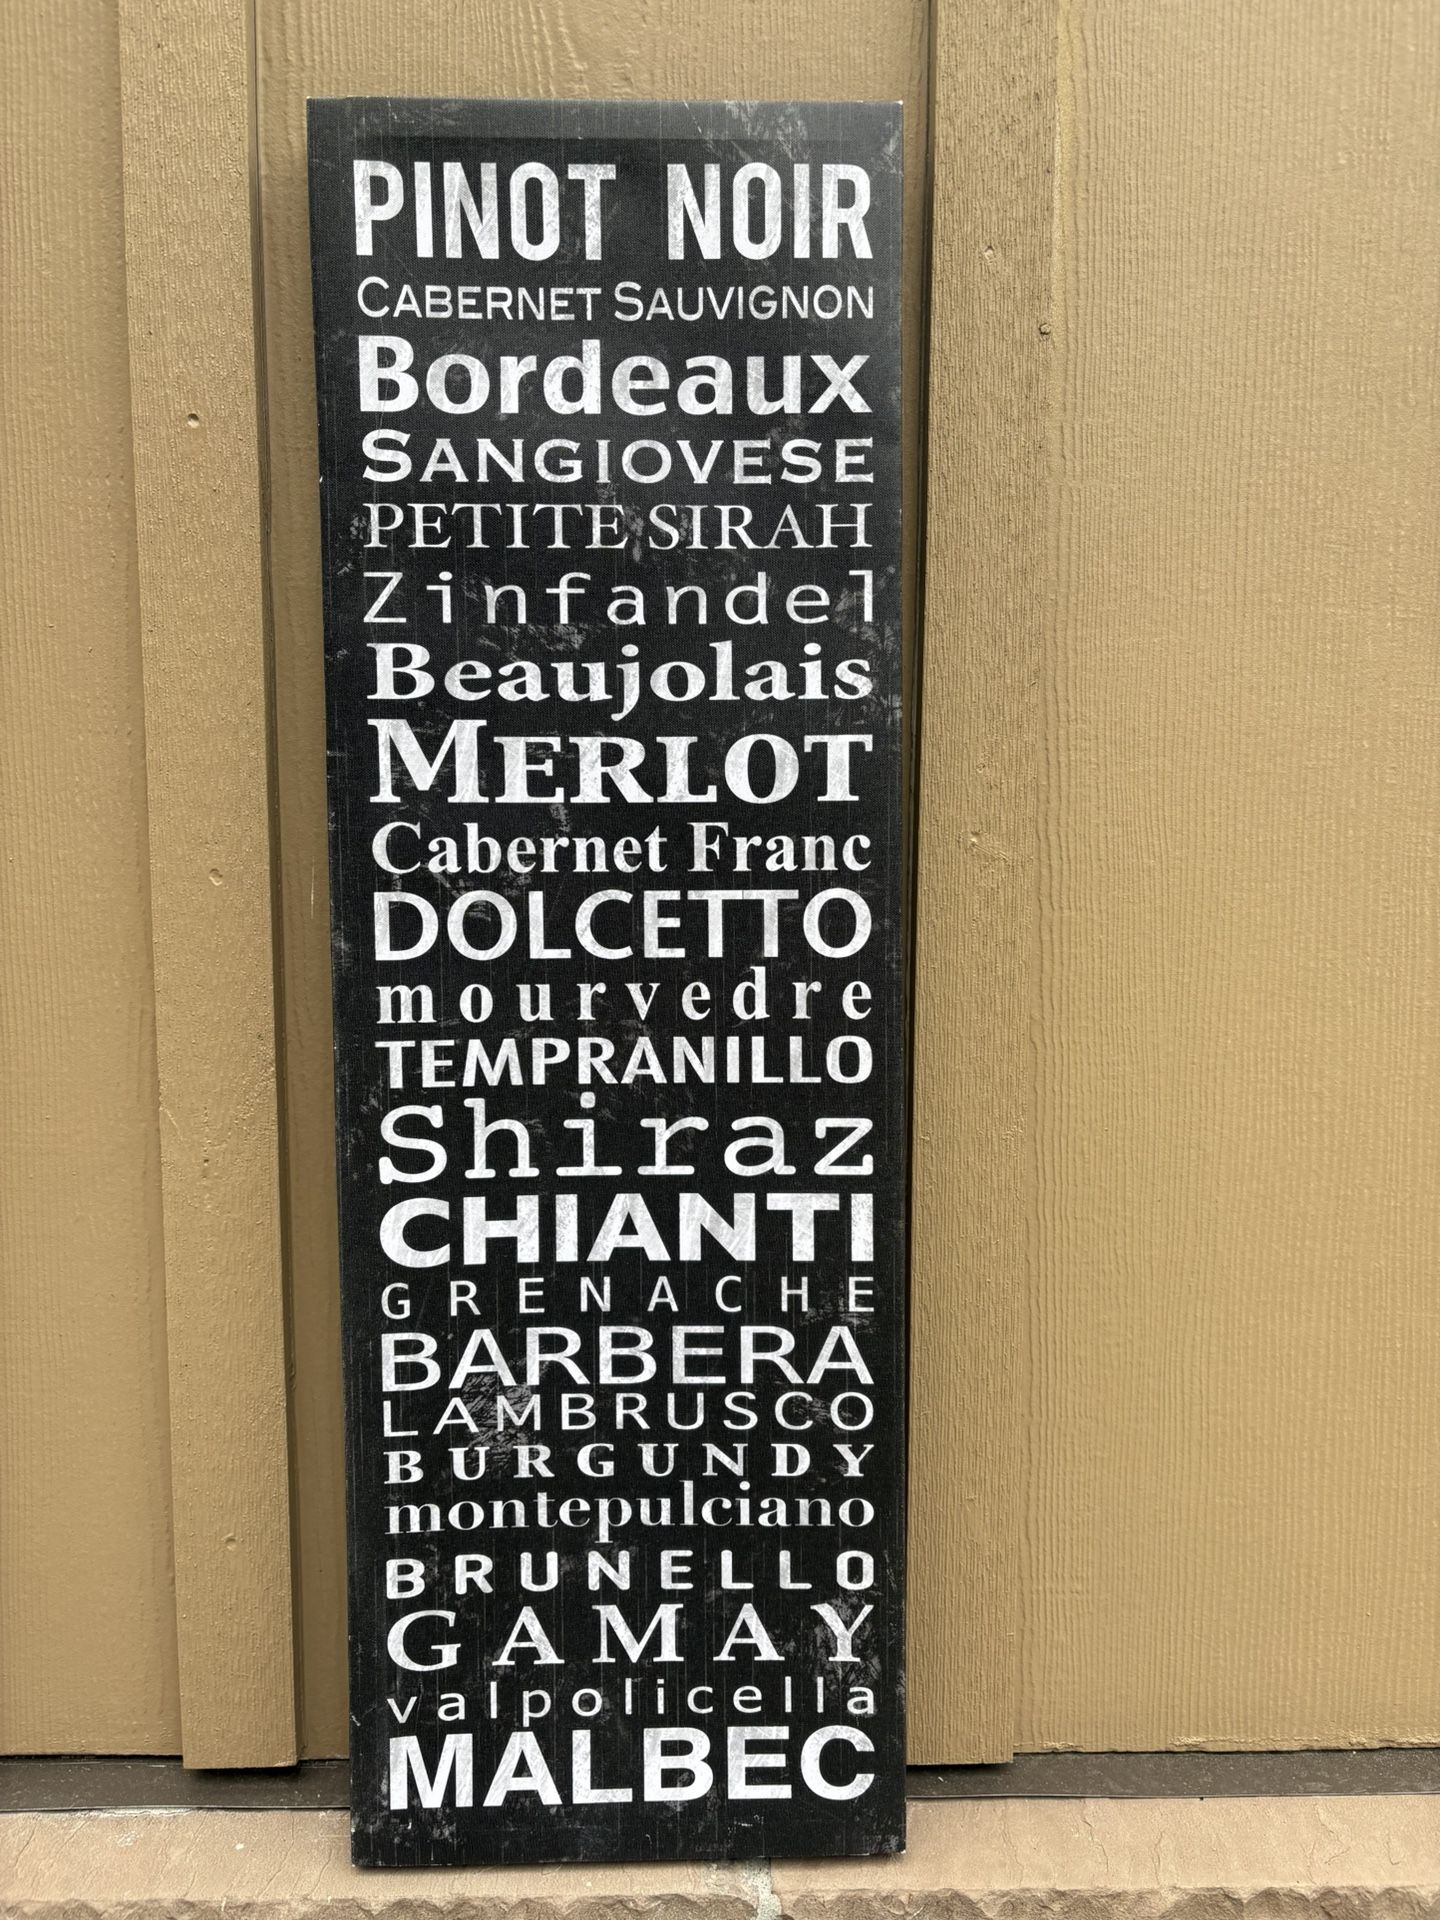 PINOT NOIR
CABERNET SAUVIGNON
Bordeaux
SANGIOVESE
PETITE SIRAH
Zinfandel
Beaujolais
MERLOT
Cabernet Franc
DOLCETTO
mourvedre
TEMPRANILLO
Shiraz
CHIANTI
GRENACHE
BARBERA
LAMBRUSCO
BURGUNDY
montepulciano
BRUNELLO
GAMAY
valpolicella
MALBEC